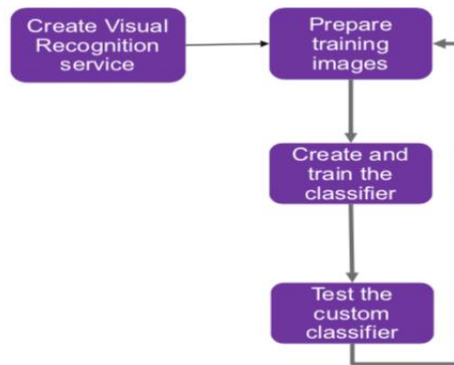 Create Visual
Recognition
service
Prepare
training
images
Create and
train the
classifier
Test the
custom
classifier